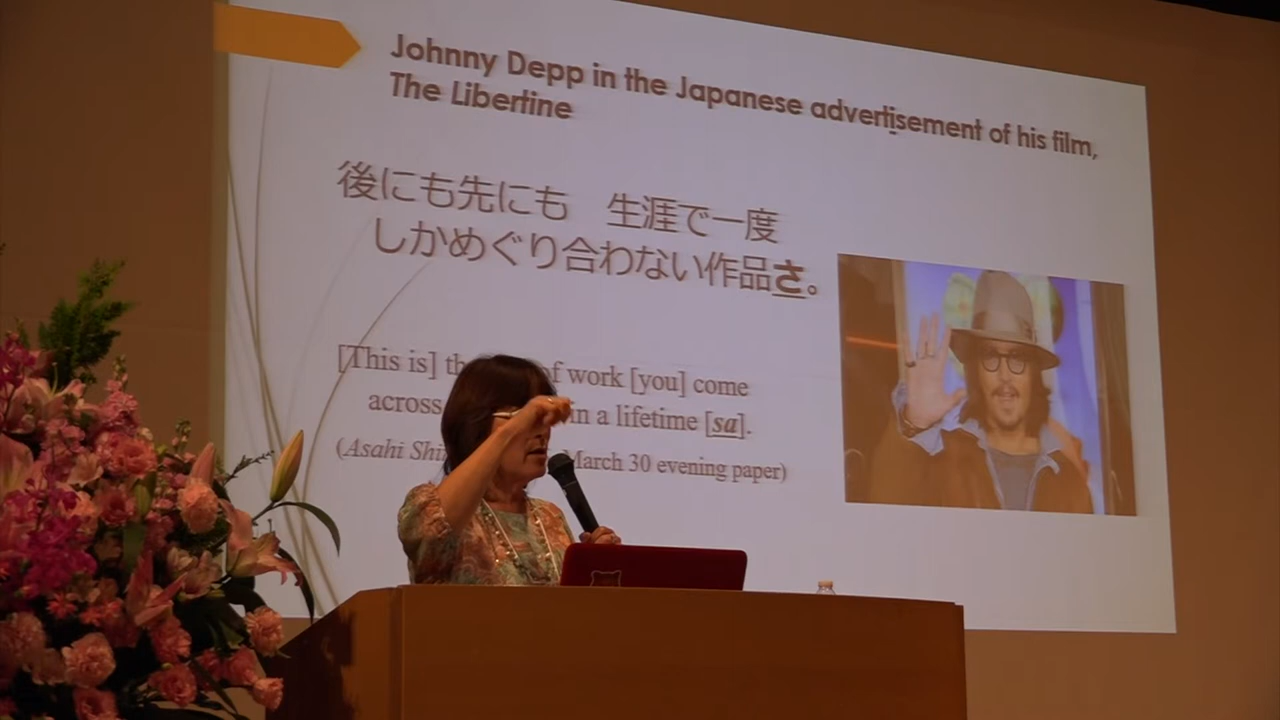 Johnny Depp in the Japanese advertisement of his film,
The Libertine
後にも先にも　生涯で一度
しかめぐり合わない作品さ。
[This is] of work [you] come
across in a lifetime [sa].
(Asahi March 30 evening paper)